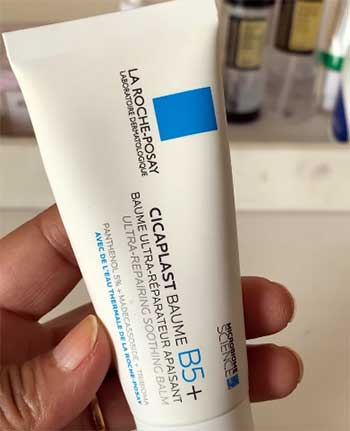 LA ROCHE-POSAY
LABORATOIRE DERMATOLOGIQUE
CICAPLAST BAUME B5+
BAUME ULTRA-RÉPARATEUR APAISANT
ULTRA-REPAIRING SOOTHING BALM
PANTHENOL 5% + MADECASSOSIDE + TRIBIOMA
AVEC DE L'EAU THERMALE DE LA ROCHE-POSAY
MICROBIOME
SCIENCE